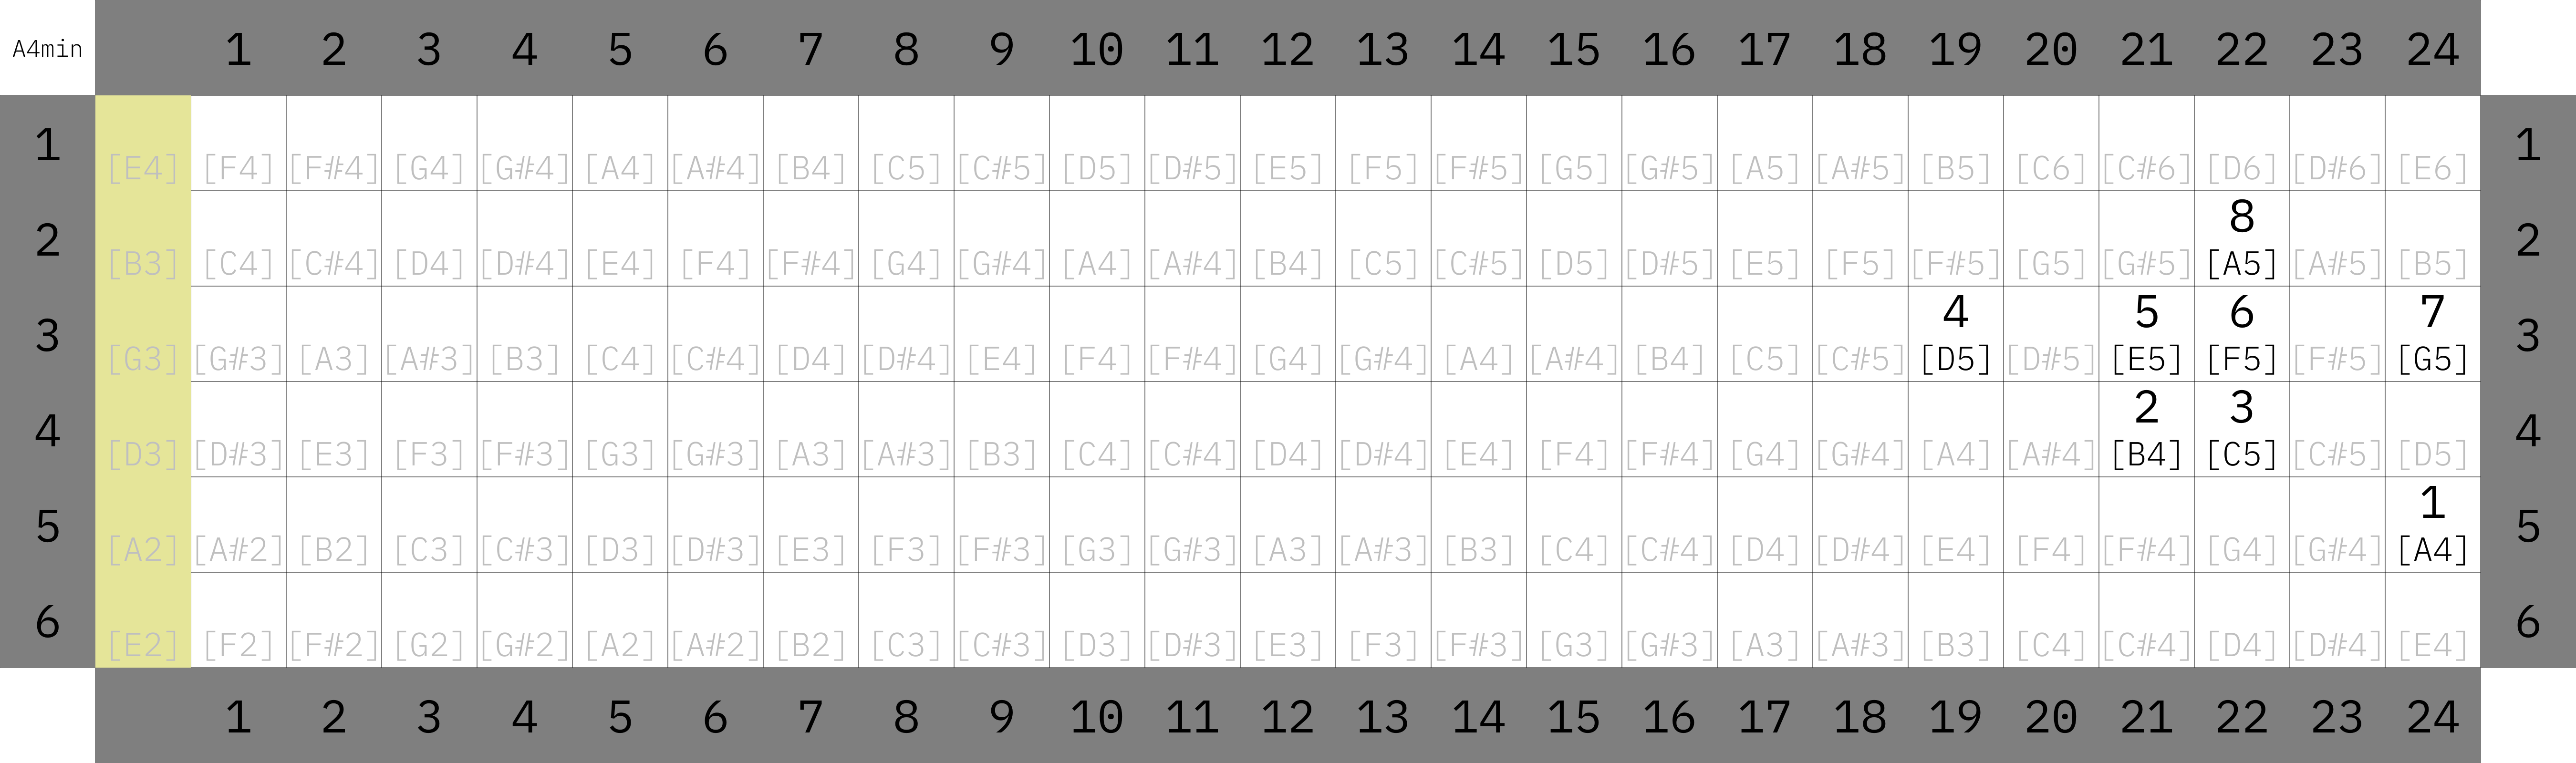 A4min 1 2 3 4 5 6 7 8 9 10 11 12 13 14 15 16 17 18 19 20 21 22 23 24
1 [E4] [F4] [F#4] [G4] [G#4] [A4] [A#4] [B4] [C5] [C#5] [D5] [D#5] [E5] [F5] [F#5] [G5] [G#5] [A5] [A#5] [B5] [C6] [C#6] [D6] [D#6] [E6] 1
8
2 [B3] [C4] [C#4] [D4] [D#4] [E4] [F4] [F#4] [G4] [G#4] [A4] [A#4] [B4] [C5] [C#5] [D5] [D#5] [E5] [F5] [F#5] [G5] [G#5] [A5] [A#5] [B5] 2
4 5 6 7
3 [G3] [G#3] [A3] [A#3] [B3] [C4] [C#4] [D4] [D#4] [E4] [F4] [F#4] [G4] [G#4] [A4] [A#4] [B4] [C5] [C#5] [D5] [D#5] [E5] [F5] [F#5] [G5] 3
2 3
4 [D3] [D#3] [E3] [F3] [F#3] [G3] [G#3] [A3] [A#3] [B3] [C4] [C#4] [D4] [D#4] [E4] [F4] [F#4] [G4] [G#4] [A4] [A#4] [B4] [C5] [C#5] [D5] 4
1
5 [A2] [A#2] [B2] [C3] [C#3] [D3] [D#3] [E3] [F3] [F#3] [G3] [G#3] [A3] [A#3] [B3] [C4] [C#4] [D4] [D#4] [E4] [F4] [F#4] [G4] [G#4] [A4] 5
6 [E2] [F2] [F#2] [G2] [G#2] [A2] [A#2] [B2] [C3] [C#3] [D3] [D#3] [E3] [F3] [F#3] [G3] [G#3] [A3] [A#3] [B3] [C4] [C#4] [D4] [D#4] [E4] 6
1 2 3 4 5 6 7 8 9 10 11 12 13 14 15 16 17 18 19 20 21 22 23 24